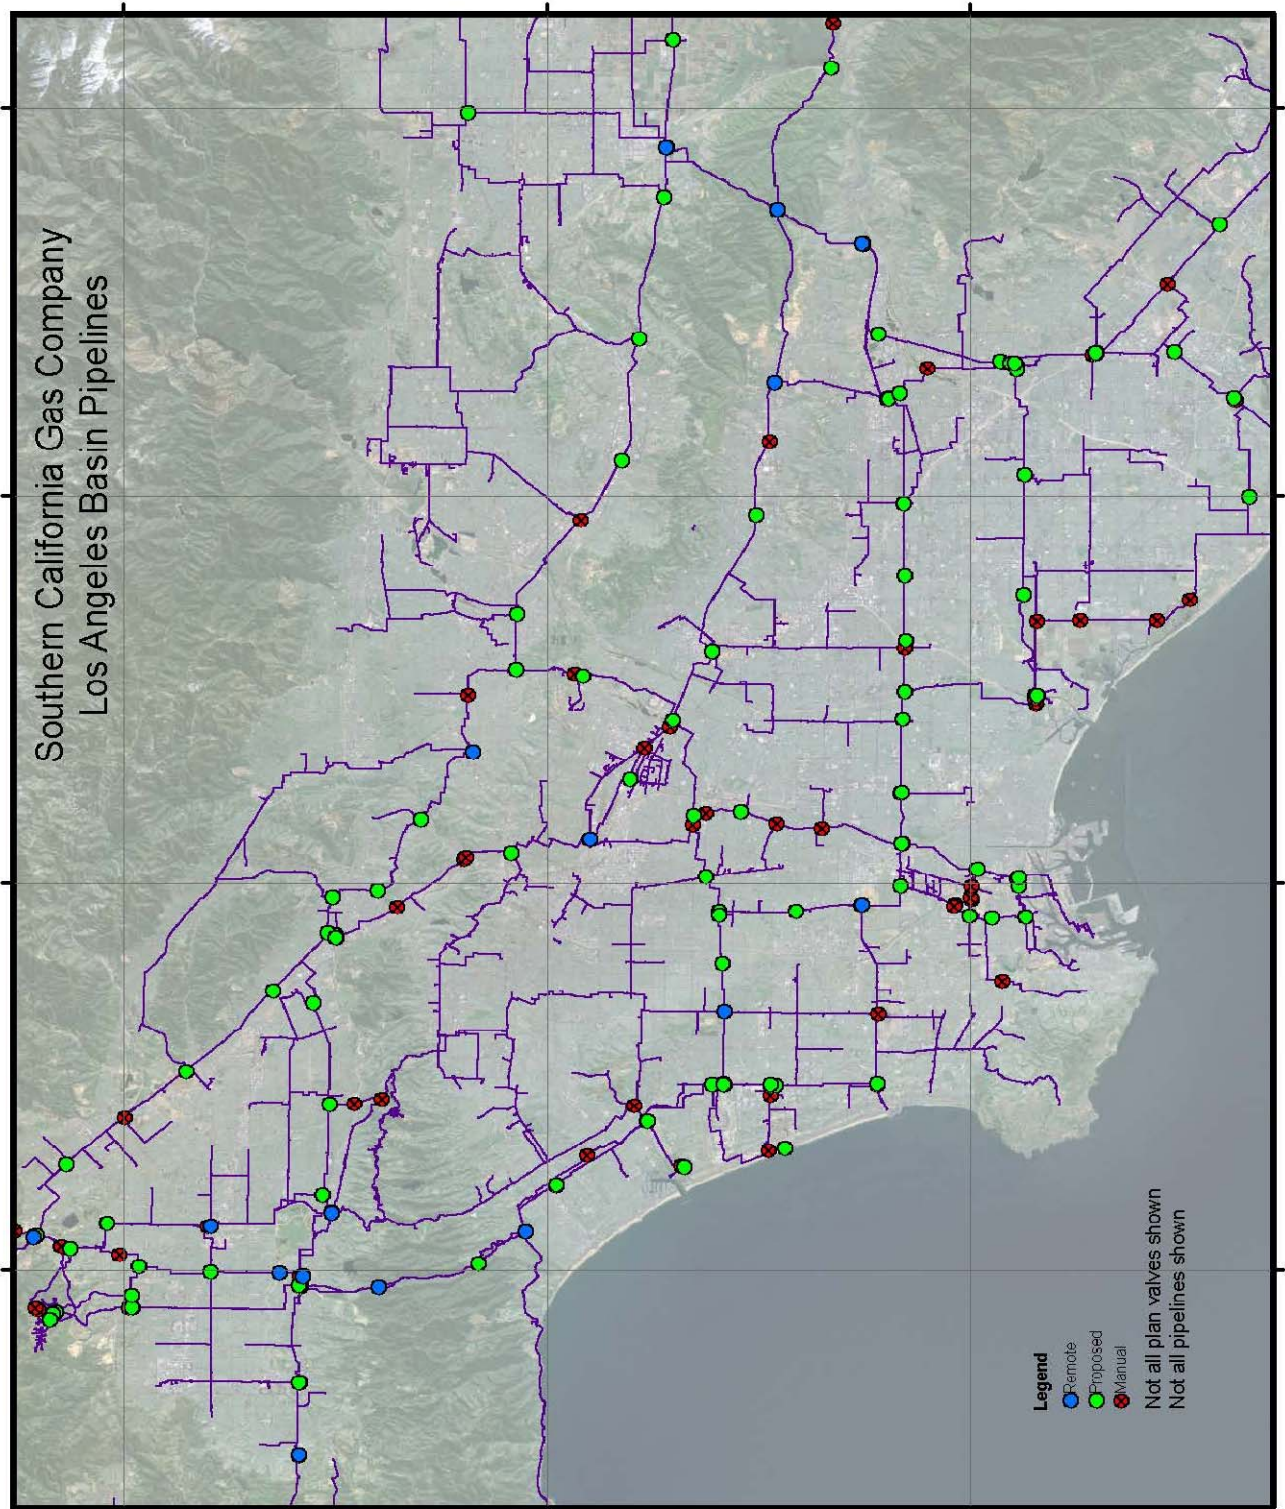 Southern California Gas Company
Los Angeles Basin Pipelines
Legend
Remote
Proposed
Manual
Not all plan valves shown
Not all pipelines shown